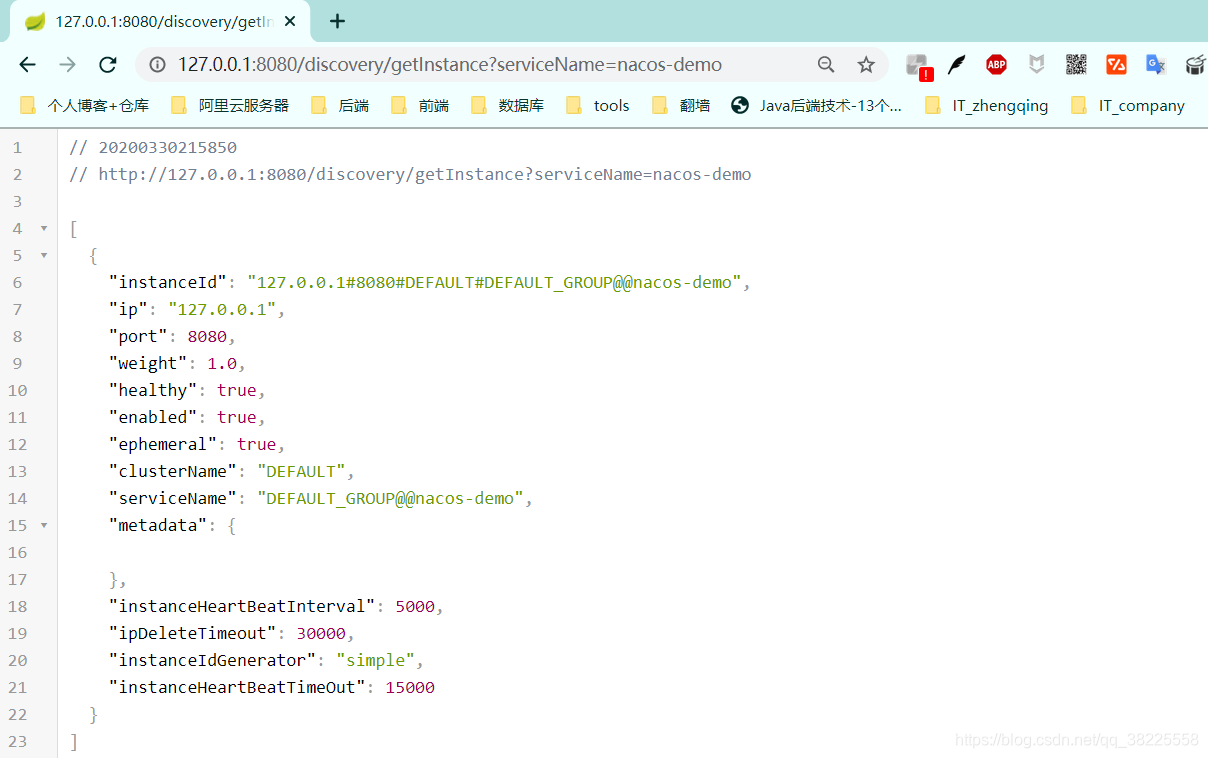 127.0.0.1:8080/discovery/getIn
127.0.0.1:8080/discovery/getInstance?serviceName=nacos-demo
ABP
个人博客+仓库 阿里云服务器 后端 前端 数据库 tools 翻墙 Java后端技术-13个... IT_zhengqing IT_company
1 // 20200330215850
2 // http://127.0.0.1:8080/discovery/getInstance?serviceName=nacos-demo
3
4 [
5 {
6 "instanceId": "127.0.0.1#8080#DEFAULT#DEFAULT_GROUP@@nacos-demo",
7 "ip": "127.0.0.1",
8 "port": 8080,
9 "weight": 1.0,
10 "healthy": true,
11 "enabled": true,
12 "ephemeral": true,
13 "clusterName": "DEFAULT",
14 "serviceName": "DEFAULT_GROUP@@nacos-demo",
15 "metadata": {
16
17 },
18 "instanceHeartBeatInterval": 5000,
19 "ipDeleteTimeout": 30000,
20 "instanceIdGenerator": "simple",
21 "instanceHeartBeatTimeOut": 15000
22 }
23 ]
https://blog.csdn.net/qq_38225558